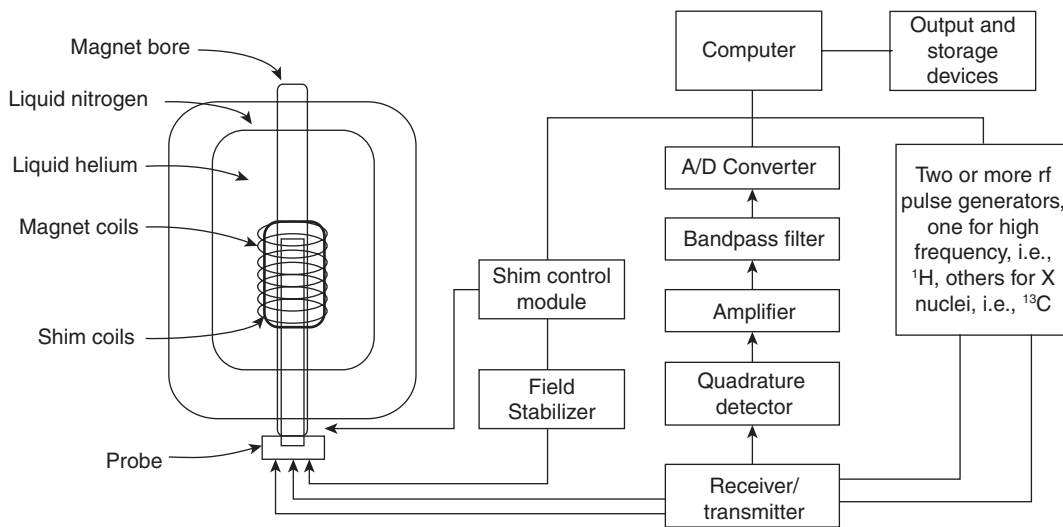 Magnet bore
Liquid nitrogen
Liquid helium
Magnet coils
Shim coils
Probe
Computer
Output and
storage
devices
A/D Converter
Bandpass filter
Amplifier
Quadrature
detector
Receiver/
transmitter
Shim control
module
Field
Stabilizer
Two or more rf
pulse generators,
one for high
frequency, i.e.,
¹H, others for X
nuclei, i.e., ¹³C